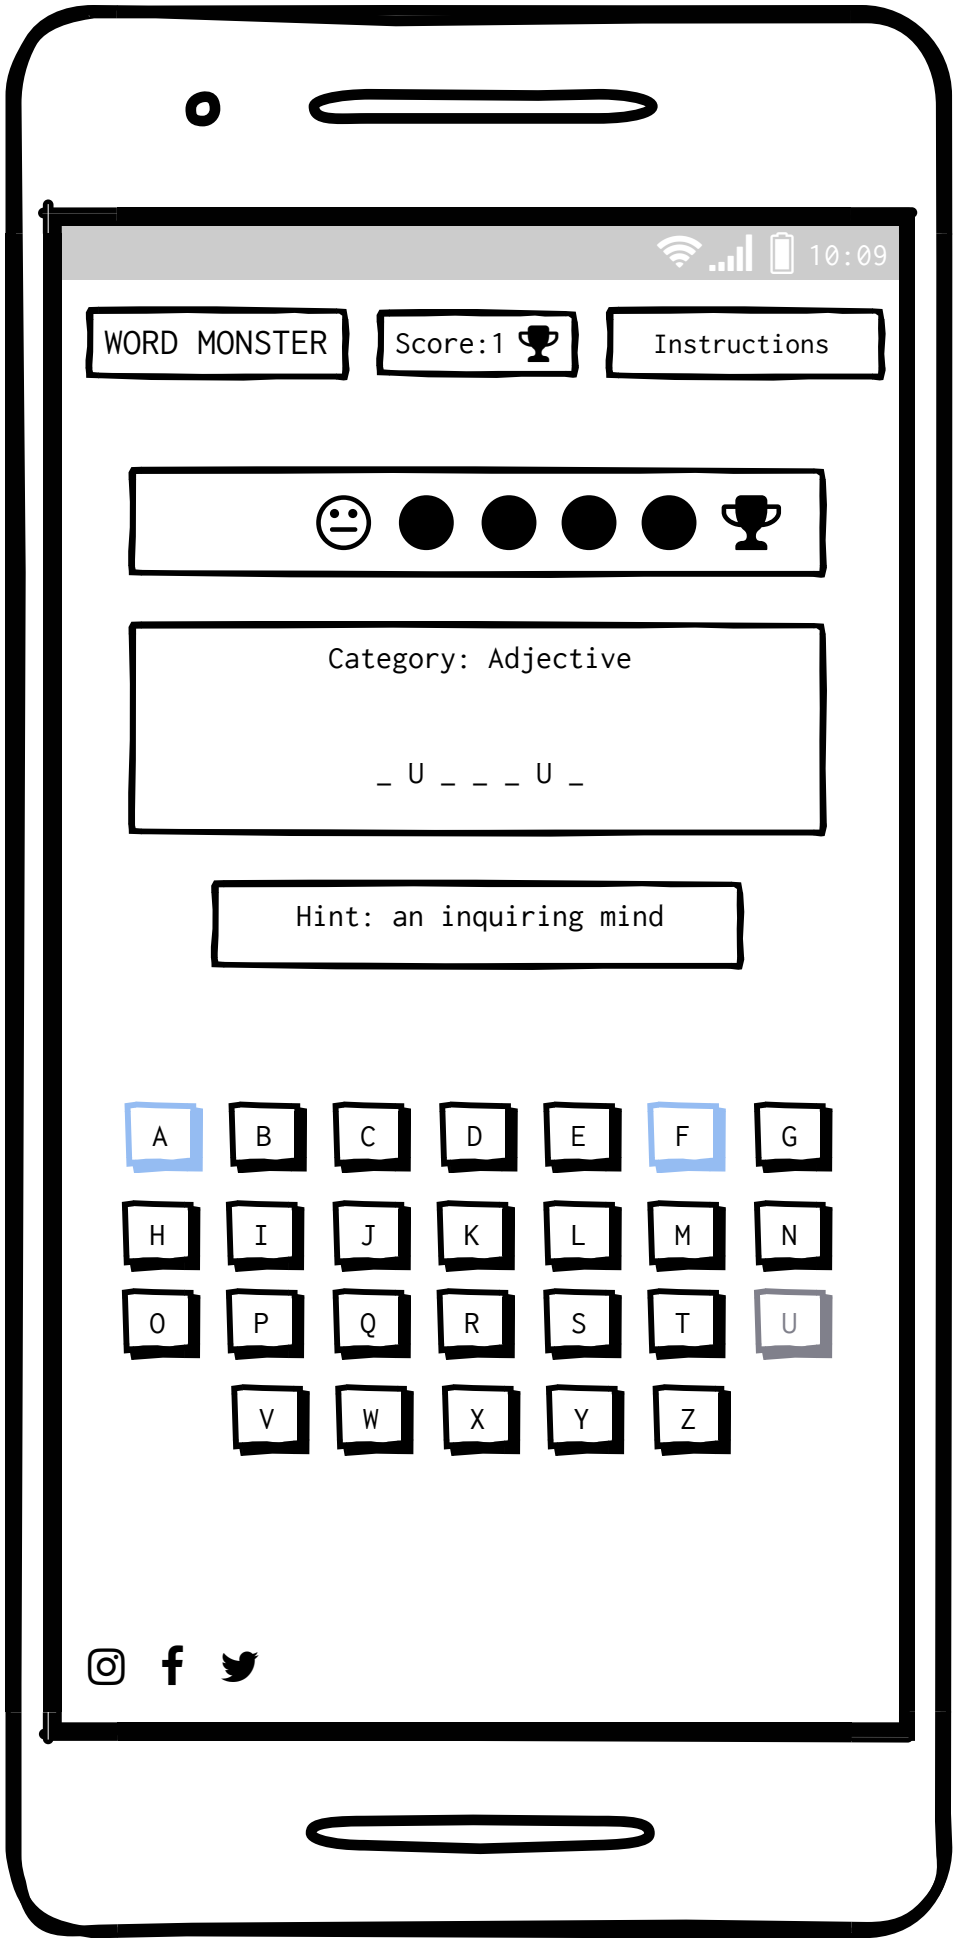 10:09
WORD MONSTER Score:1 Instructions
Category: Adjective
_ U _ _ _ U _
Hint: an inquiring mind
A B C D E F G
H I J K L M N
O P Q R S T U
V W X Y Z